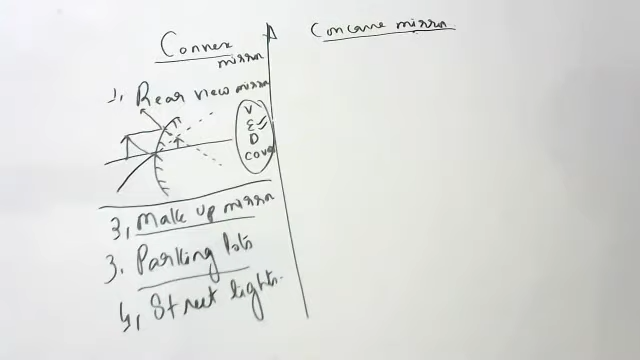 Convex
mirror
Concave mirror
1, Rear view mirror
V
E
D
cove
3, Make up mirror
3. Parking lots
4, Street lights.